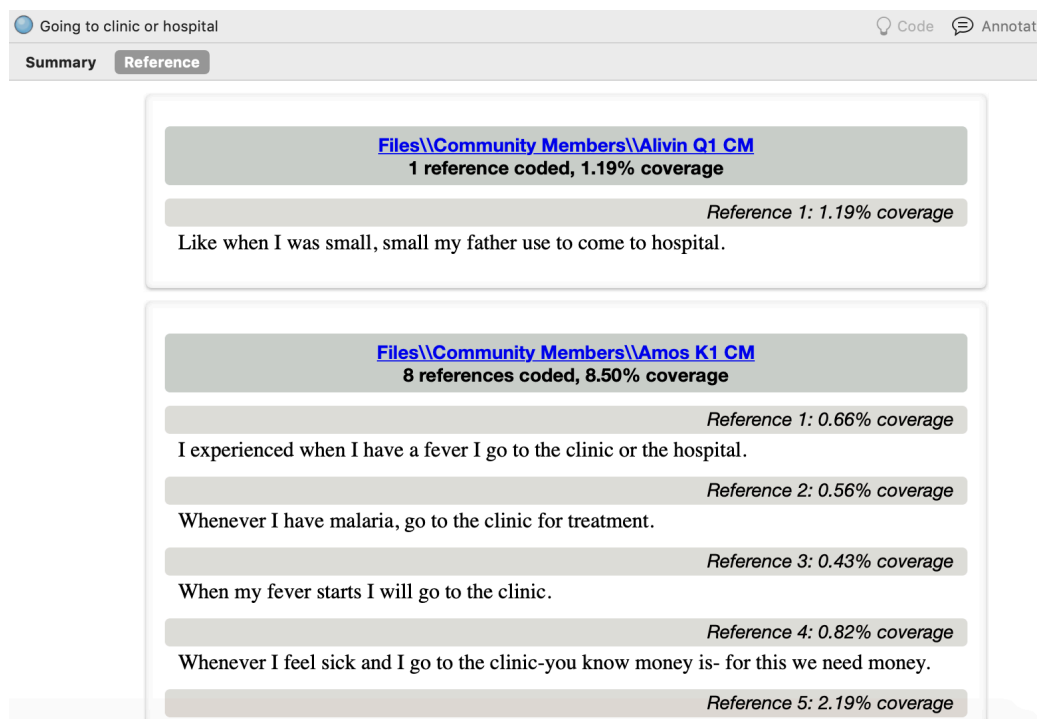 Going to clinic or hospital
Code
Annotat
Summary
Reference
Files\\Community Members\\Alivin Q1 CM
1 reference coded, 1.19% coverage
Reference 1: 1.19% coverage
Like when I was small, small my father use to come to hospital.
Files\\Community Members\\Amos K1 CM
8 references coded, 8.50% coverage
Reference 1: 0.66% coverage
I experienced when I have a fever I go to the clinic or the hospital.
Reference 2: 0.56% coverage
Whenever I have malaria, go to the clinic for treatment.
Reference 3: 0.43% coverage
When my fever starts I will go to the clinic.
Reference 4: 0.82% coverage
Whenever I feel sick and I go to the clinic-you know money is- for this we need money.
Reference 5: 2.19% coverage